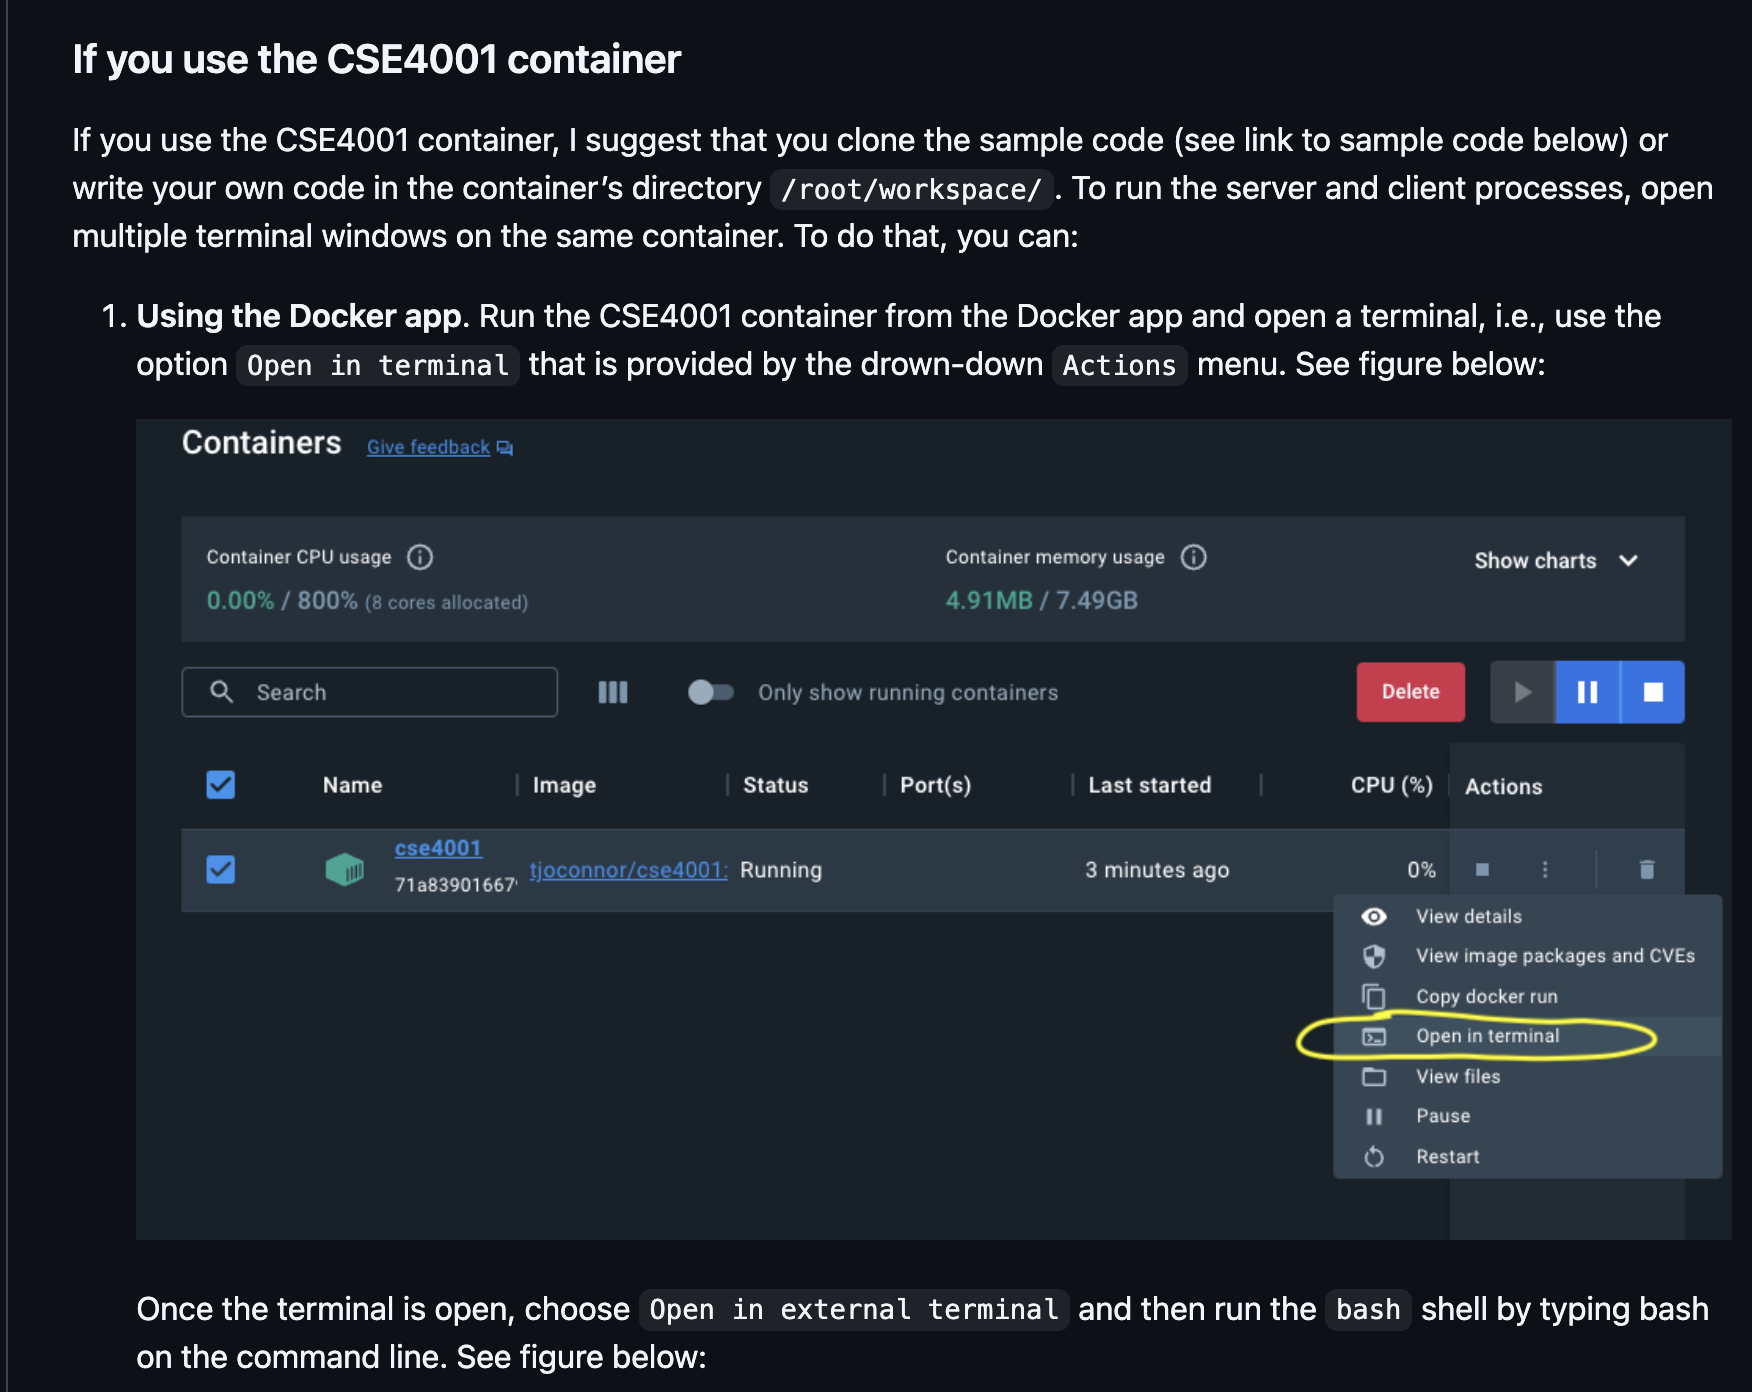 If you use the CSE4001 container
If you use the CSE4001 container, I suggest that you clone the sample code (see link to sample code below) or
write your own code in the container’s directory /root/workspace/. To run the server and client processes, open
multiple terminal windows on the same container. To do that, you can:
1. Using the Docker app. Run the CSE4001 container from the Docker app and open a terminal, i.e., use the
option Open in terminal that is provided by the drown-down Actions menu. See figure below:
Containers Give feedback
Container CPU usage Container memory usage Show charts
0.00% / 800% (8 cores allocated) 4.91MB / 7.49GB
Search Only show running containers Delete
Name Image Status Port(s) Last started CPU (%) Actions
cse4001
tjoconnor/cse4001: Running 3 minutes ago 0%
71a83901667
View details
View image packages and CVEs
Copy docker run
Open in terminal
View files
Pause
Restart
Once the terminal is open, choose Open in external terminal and then run the bash shell by typing bash
on the command line. See figure below: